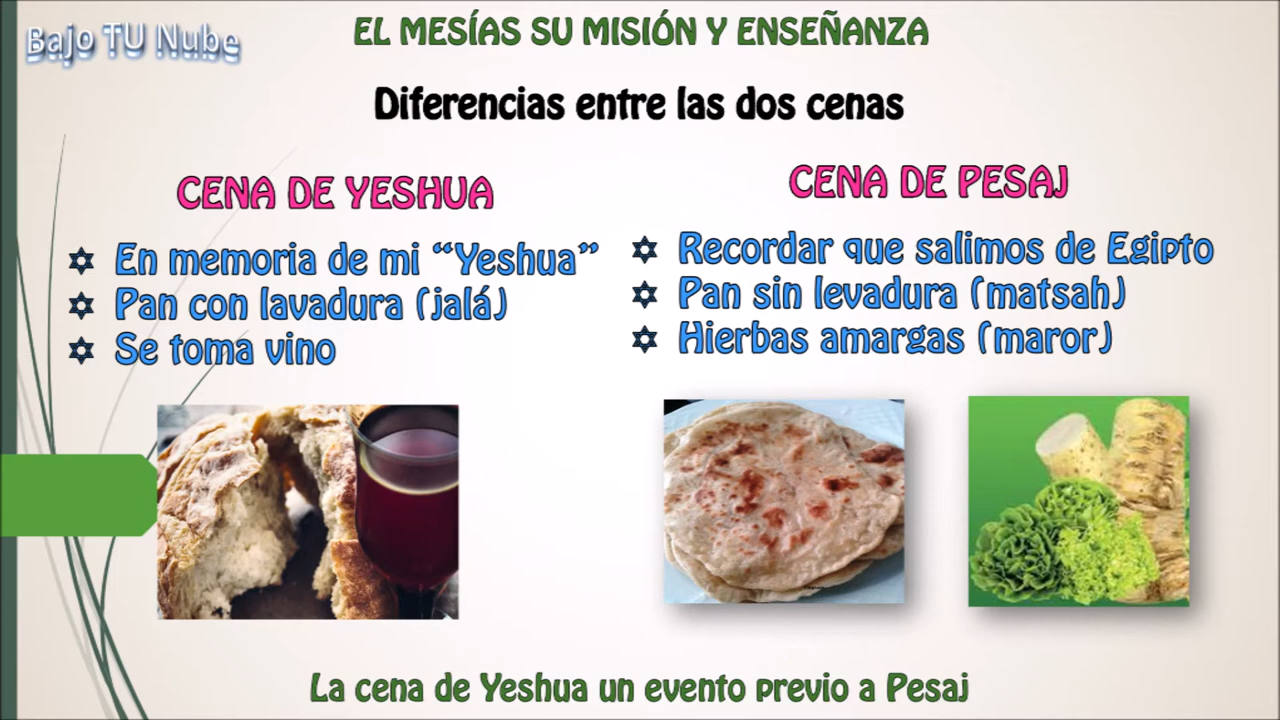 Bajo TU Nube
EL MESÍAS SU MISIÓN Y ENSEÑANZA
Diferencias entre las dos cenas
CENA DE YESHUA
En memoria de mi “Yeshua”
Pan con lavadura (jalá)
Se toma vino
CENA DE PESAJ
Recordar que salimos de Egipto
Pan sin levadura (matsah)
Hierbas amargas (maror)
La cena de Yeshua un evento previo a Pesaj